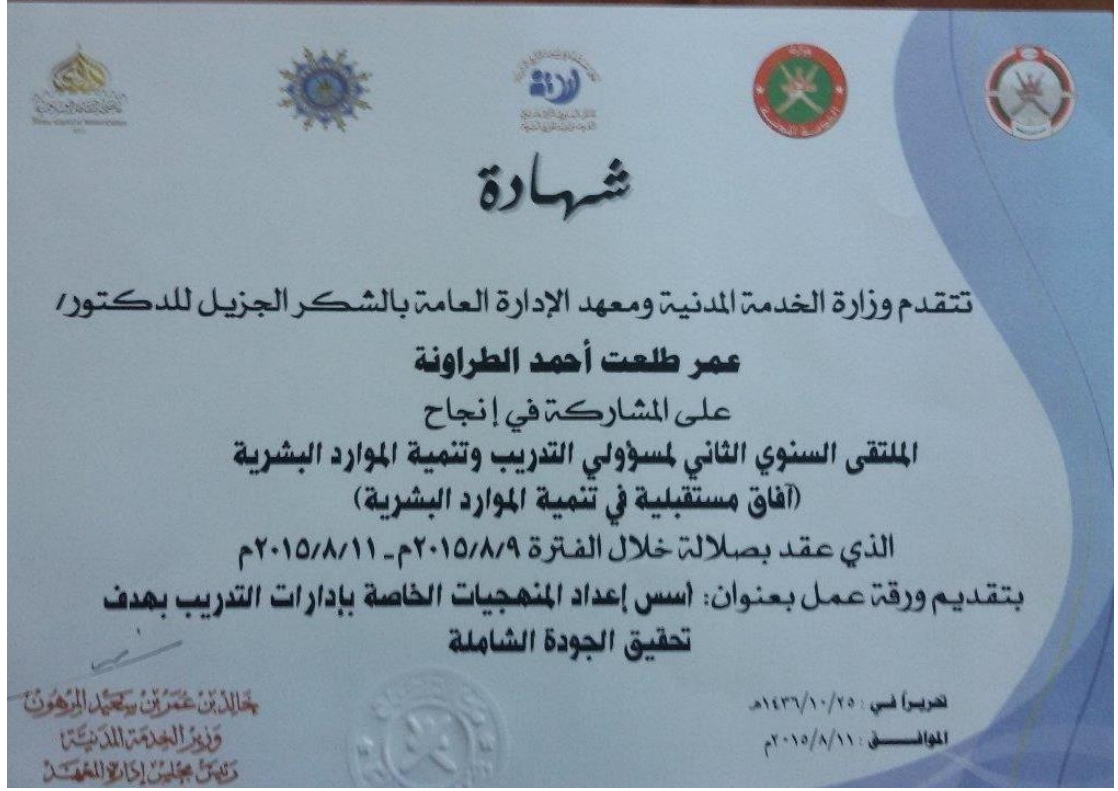 شهادة
تتقدم وزارة الخدمة المدنية ومعهد الإدارة العامة بالشكر الجزيل للدكتور/
عمر طلعت أحمد الطراونة
على المشاركة في إنجاح
الملتقى السنوي الثاني لمسؤولي التدريب وتنمية الموارد البشرية
(آفاق مستقبلية في تنمية الموارد البشرية)
الذي عقد بصلالة خلال الفترة ٢٠١٥/٨/٩م - ٢٠١٥/٨/١١م
بتقديم ورقة عمل بعنوان: أسس إعداد المنهجيات الخاصة بإدارات التدريب بهدف
تحقيق الجودة الشاملة
تحريراً في : ١٤٣٦/١٠/٢٥هـ
الموافق : ٢٠١٥/٨/١١م
خالد بن عمر بن سعيد المرهون
وزير الخدمة المدنية
رئيس مجلس إدارة المعهد